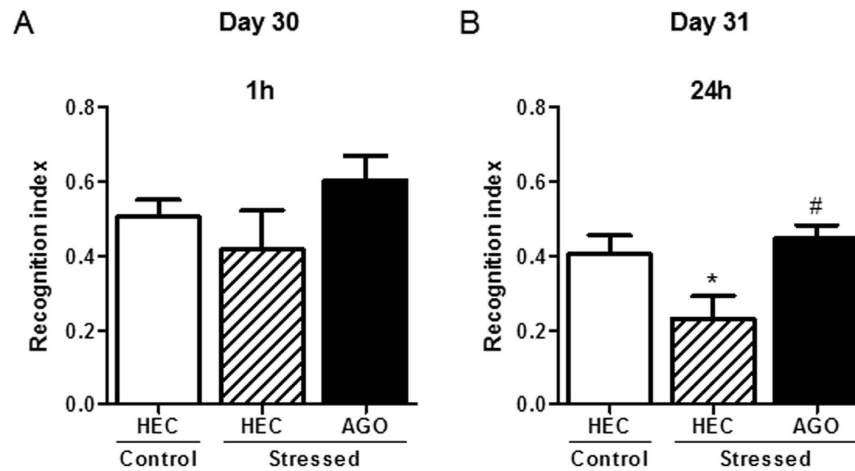 A
Day 30
1h
Recognition index
0.8
0.6
0.4
0.2
0.0
*
HEC HEC AGO
Control Stressed
B
Day 31
24h
Recognition index
0.8
0.6
0.4
0.2
0.0
*
#
HEC HEC AGO
Control Stressed